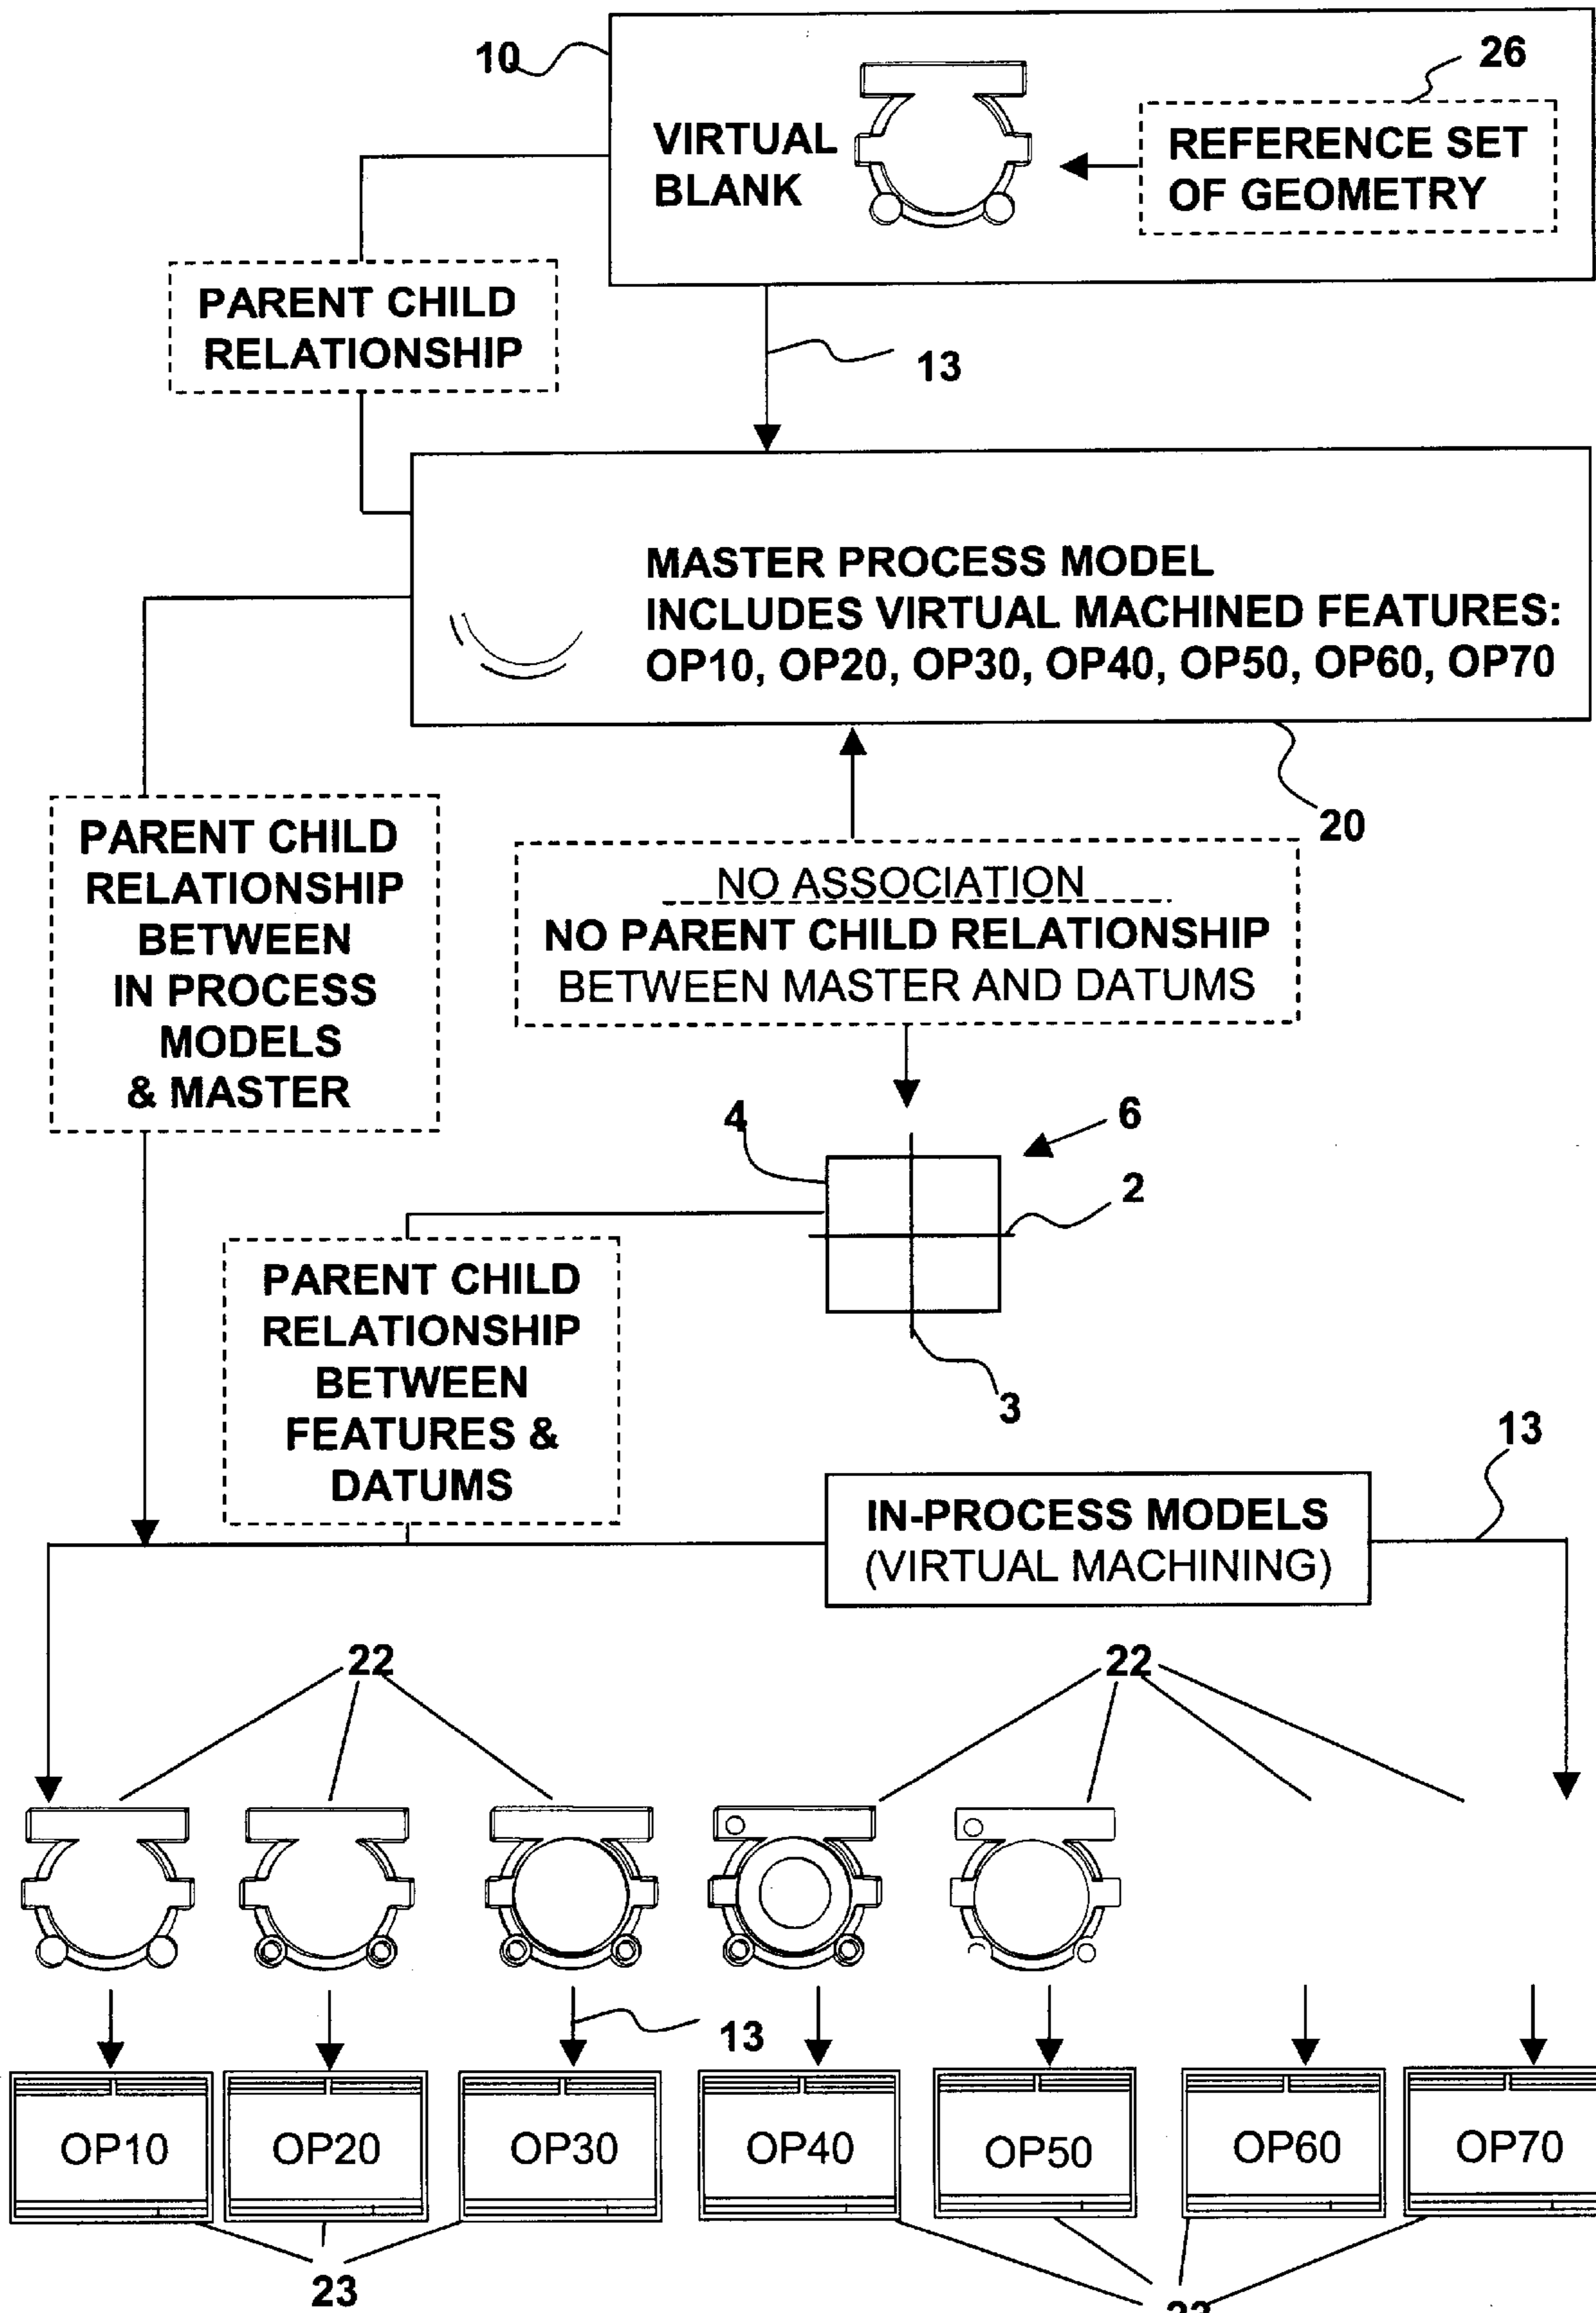 10
26
VIRTUAL
BLANK
REFERENCE SET
OF GEOMETRY
PARENT CHILD
RELATIONSHIP
13
MASTER PROCESS MODEL
INCLUDES VIRTUAL MACHINED FEATURES:
OP10, OP20, OP30, OP40, OP50, OP60, OP70
20
PARENT CHILD
RELATIONSHIP
BETWEEN
IN PROCESS
MODELS
& MASTER
NO ASSOCIATION
NO PARENT CHILD RELATIONSHIP
BETWEEN MASTER AND DATUMS
4
6
2
3
PARENT CHILD
RELATIONSHIP
BETWEEN
FEATURES &
DATUMS
13
IN-PROCESS MODELS
(VIRTUAL MACHINING)
22
22
13
OP10
OP20
OP30
OP40
OP50
OP60
OP70
23